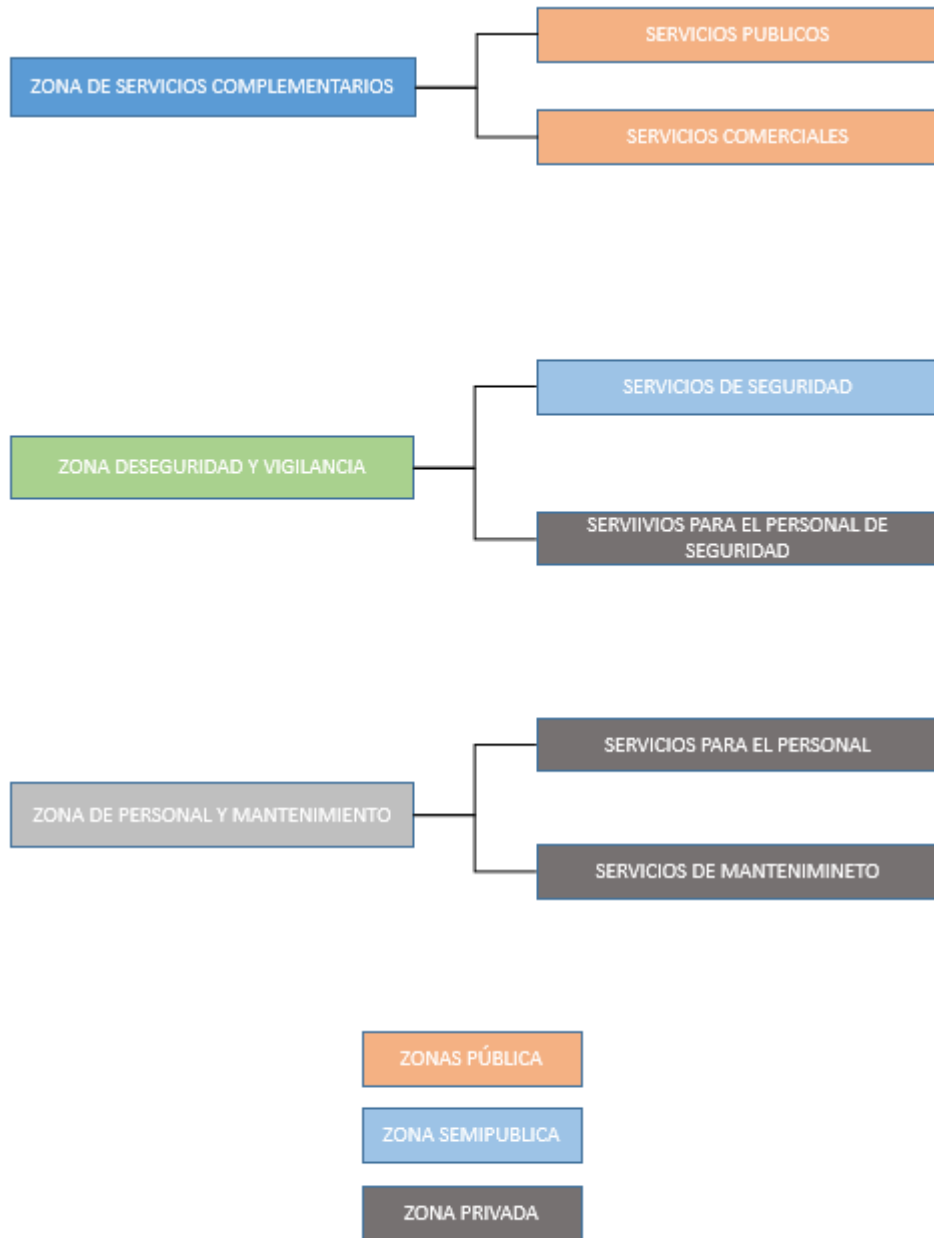 ZONA DE SERVICIOS COMPLEMENTARIOS
SERVICIOS PUBLICOS
SERVICIOS COMERCIALES
ZONA DESEGURIDAD Y VIGILANCIA
SERVICIOS DE SEGURIDAD
SERVIIVIOS PARA EL PERSONAL DE
SEGURIDAD
ZONA DE PERSONAL Y MANTENIMIENTO
SERVICIOS PARA EL PERSONAL
SERVICIOS DE MANTENIMINETO
ZONAS PÚBLICA
ZONA SEMIPUBLICA
ZONA PRIVADA